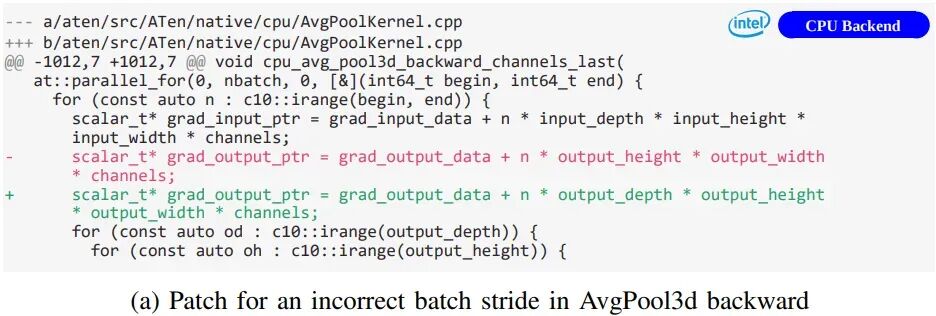 --- a/aten/src/ATen/native/cpu/AvgPoolKernel.cpp
intel
CPU Backend
+++ b/aten/src/ATen/native/cpu/AvgPoolKernel.cpp
@@ -1012,7 +1012,7 @@ void cpu_avg_pool3d_backward_channels_last(
at::parallel_for(0, nbatch, 0, [&](int64_t begin, int64_t end) {
for (const auto n : c10::irange(begin, end)) {
scalar_t* grad_input_ptr = grad_input_data + n * input_depth * input_height *
input_width * channels;
- scalar_t* grad_output_ptr = grad_output_data + n * output_height * output_width
* channels;
+ scalar_t* grad_output_ptr = grad_output_data + n * output_depth * output_height
* output_width * channels;
for (const auto od : c10::irange(output_depth)) {
for (const auto oh : c10::irange(output_height)) {
(a) Patch for an incorrect batch stride in AvgPool3d backward